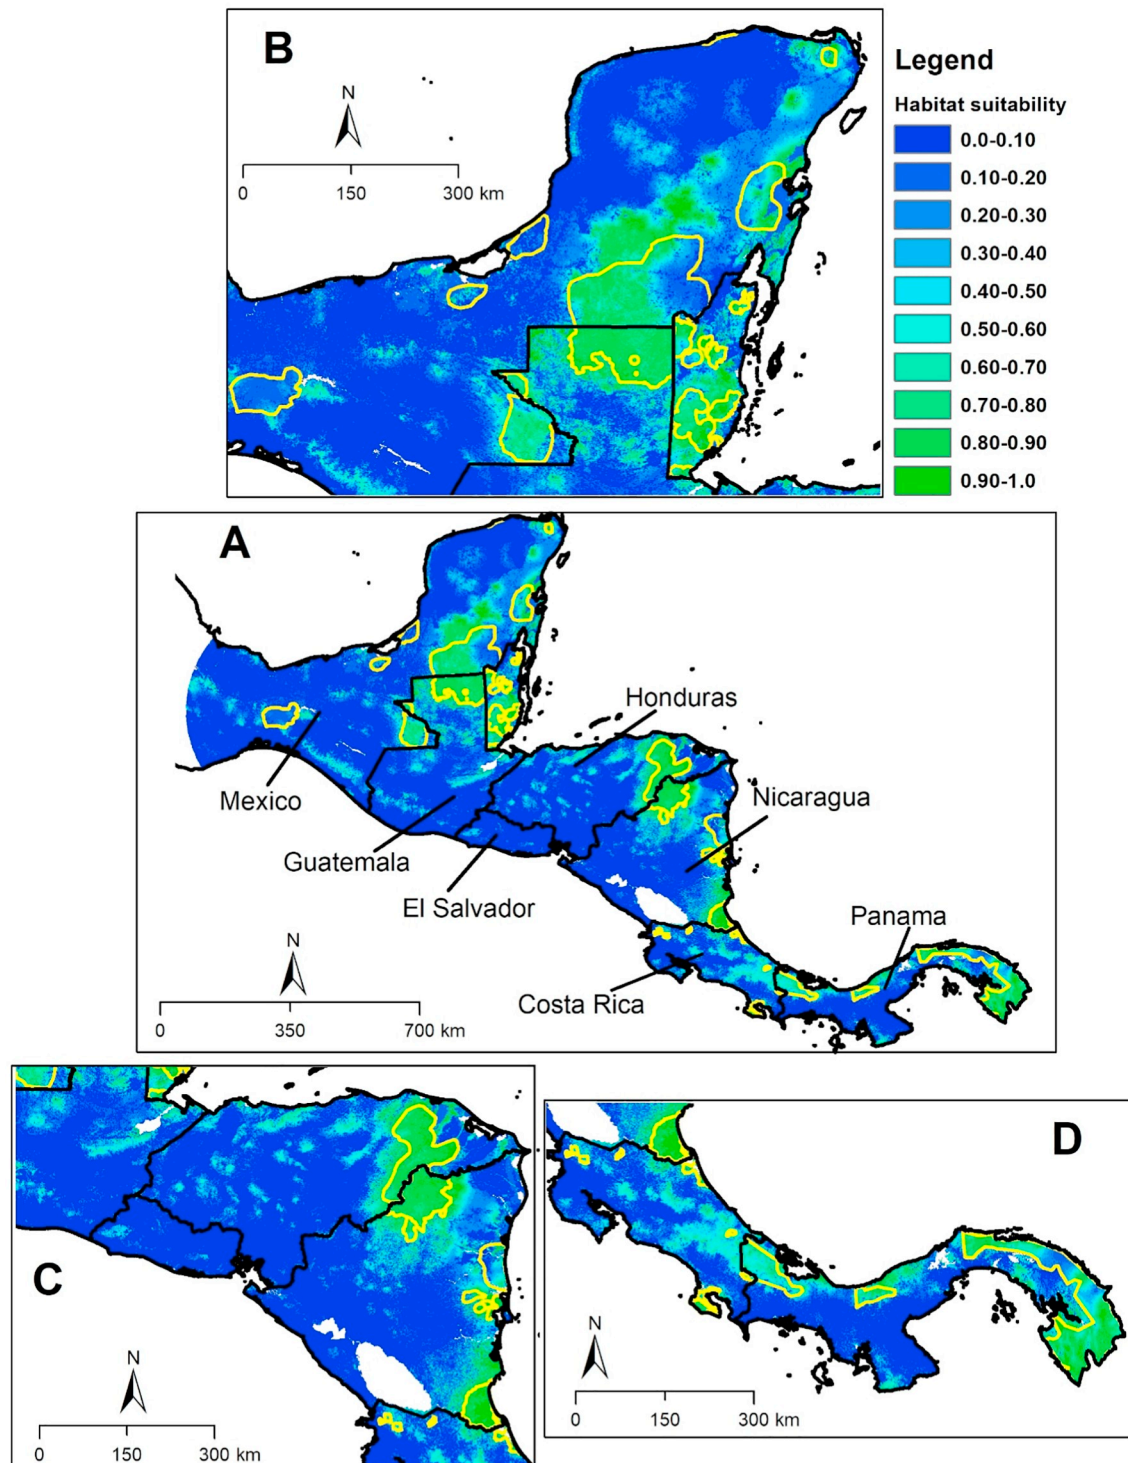 B
N
0 150 300 km
Legend
Habitat suitability
0.0-0.10
0.10-0.20
0.20-0.30
0.30-0.40
0.40-0.50
0.50-0.60
0.60-0.70
0.70-0.80
0.80-0.90
0.90-1.0
A
Honduras
Mexico
Nicaragua
Guatemala
El Salvador
Panama
Costa Rica
N
0 350 700 km
C
N
0 150 300 km
D
N
0 150 300 km